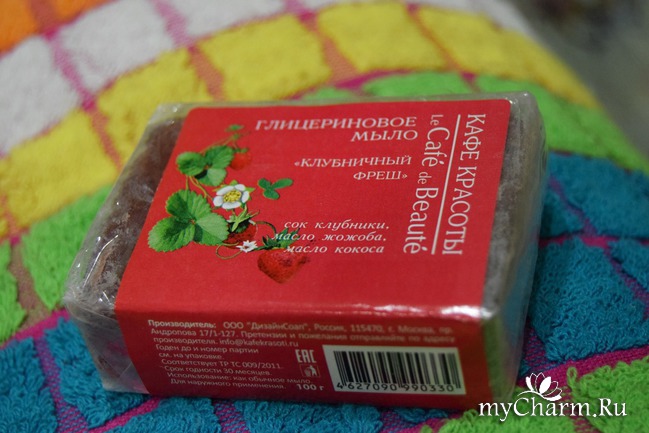 ГЛИЦЕРИНОВОЕ
МЫЛО
«КЛУБНИЧНЫЙ
ФРЕШ»
сок клубники,
масло жожоба,
масло кокоса
КАФЕ КРАСОТЫ
Le Café de Beauté
Производитель: ООО "ДизайнСоап", Россия, 115470, г. Москва, пр.
Андропова 17/1-127. Претензии и пожелания отправляйте по адресу
производителя. info@kafekrasoti.ru
Годен до и номер партии
см. на упаковке.
Соответствует ТР ТС 009/2011.
Срок годности 30 месяцев.
Использование: как обычное мыло.
Для наружного применения.
100 г
EAC
4627090 990330
myCharm.Ru